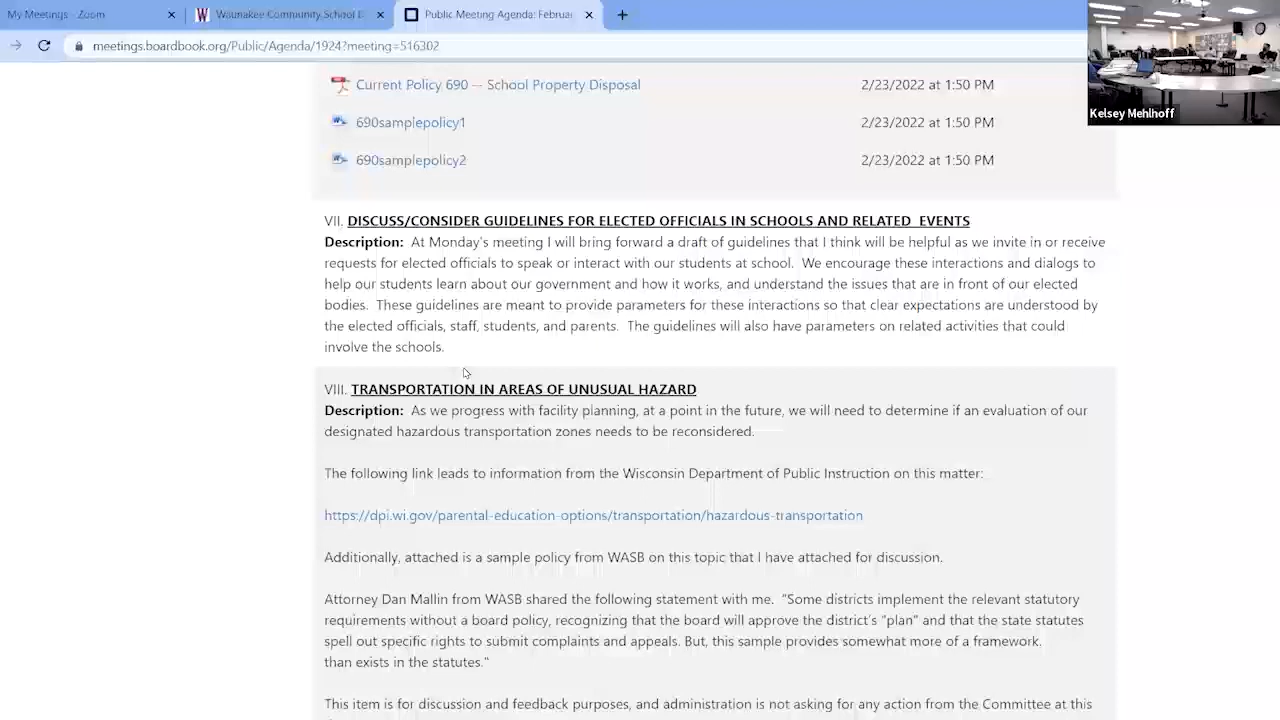 My Meetings - Zoom
Waunakee Community School D
Public Agenda: Februar
meetings.boardbook.org/Public/Agenda/1924?meeting=
Property Disposal
2/23/2022 at 1:50 PM
2/23/2022 at 1:50 PM
2/23/2022 at 1:50 PM
Kelsey Mehlhoff
VII. DISCUSS/CONSIDER GUIDELINES FOR ELECTED OFFICIALS IN SCHOOLS AND RELATED EVENTS
Description: At Monday's meeting I will bring forward a draft of guidelines that I think will be helpful as we invite in or receive
requests for elected officials to speak or interact with our students at school. We encourage these interactions and dialogs to
help our students learn about our government and how it works, and understand the issues that are in front of our elected
bodies. These guidelines are meant to provide parameters for these interactions so that clear expectations are understood by
the elected officials, staff, students, and parents. The guidelines will also have parameters on related activities that could
involve the schools.
VIII. TRANSPORTATION IN AREAS OF UNUSUAL HAZARD
Description: As we progress with facility planning, at a point in the future, we will need to determine if an evaluation of our
designated hazardous transportation zones needs to be reconsidered.
The following link leads to information from the Wisconsin Department of Public Instruction on this matter:
https://dpi.wi.gov/parental-education-options/transportation/hazardous-transportation
Additionally, attached is a sample policy from WASB on this topic that I have attached for discussion.
Attorney Dan Mallin from WASB shared the following statement with me. "Some districts implement the relevant statutory
requirements without a board policy, recognizing that the board will approve the district's "plan" and that the state statutes
spell out specific rights to submit complaints and appeals. But, this sample provides somewhat more of a framework.
than exists in the statutes."
This item is for discussion and feedback purposes, and administration is not asking for any action from the Committee at this